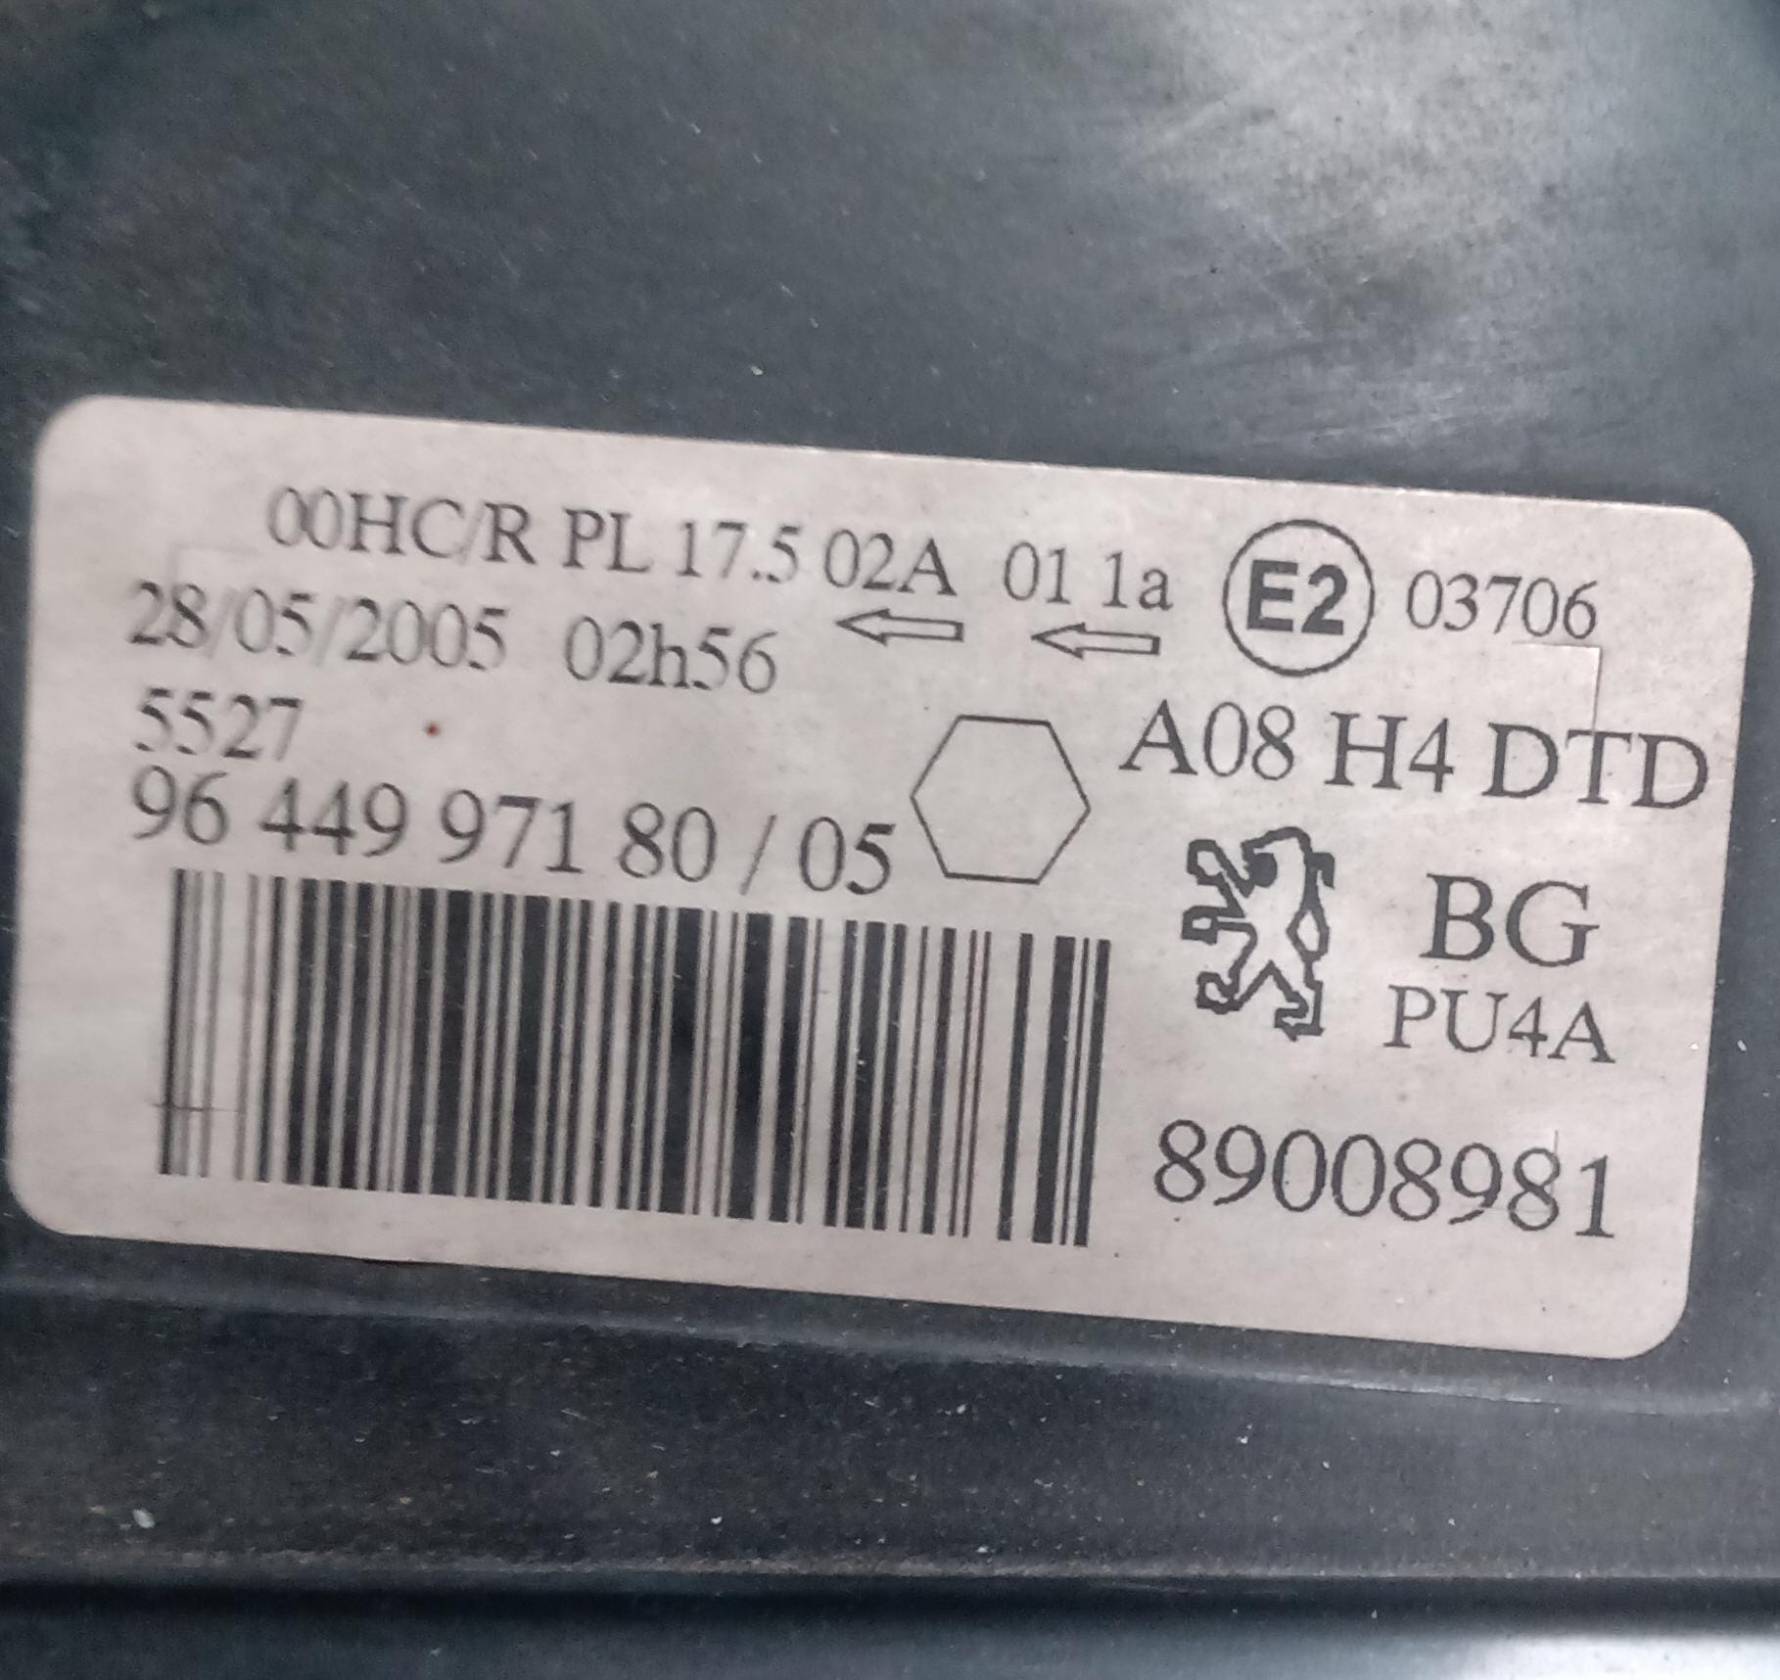 00HC/R PL 17.5 02A 01 1a E2 03706
28/05/2005 02h56
5527
A08 H4 DTD
96 449 971 80 / 05
BG
PU4A
89008981